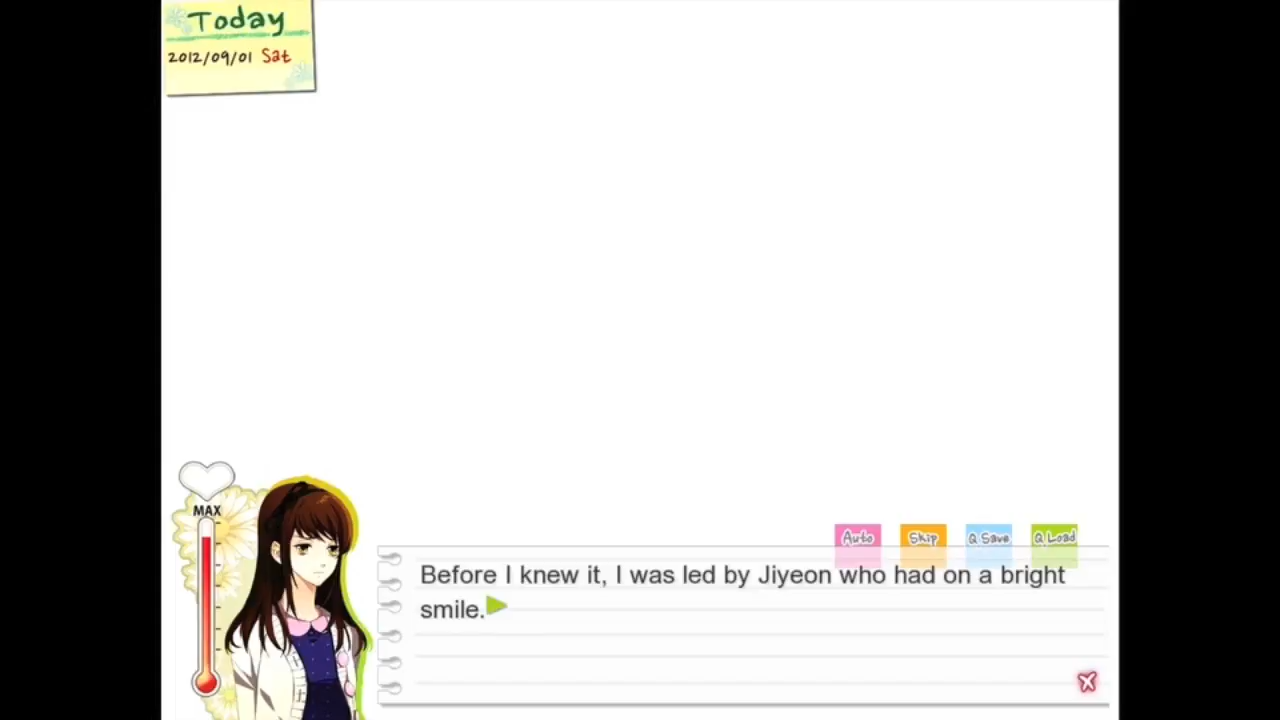 Today
2012/09/01 Sat
MAX
Auto Skip Q Save Q Load
Before I knew it, I was led by Jiyeon who had on a bright
smile.